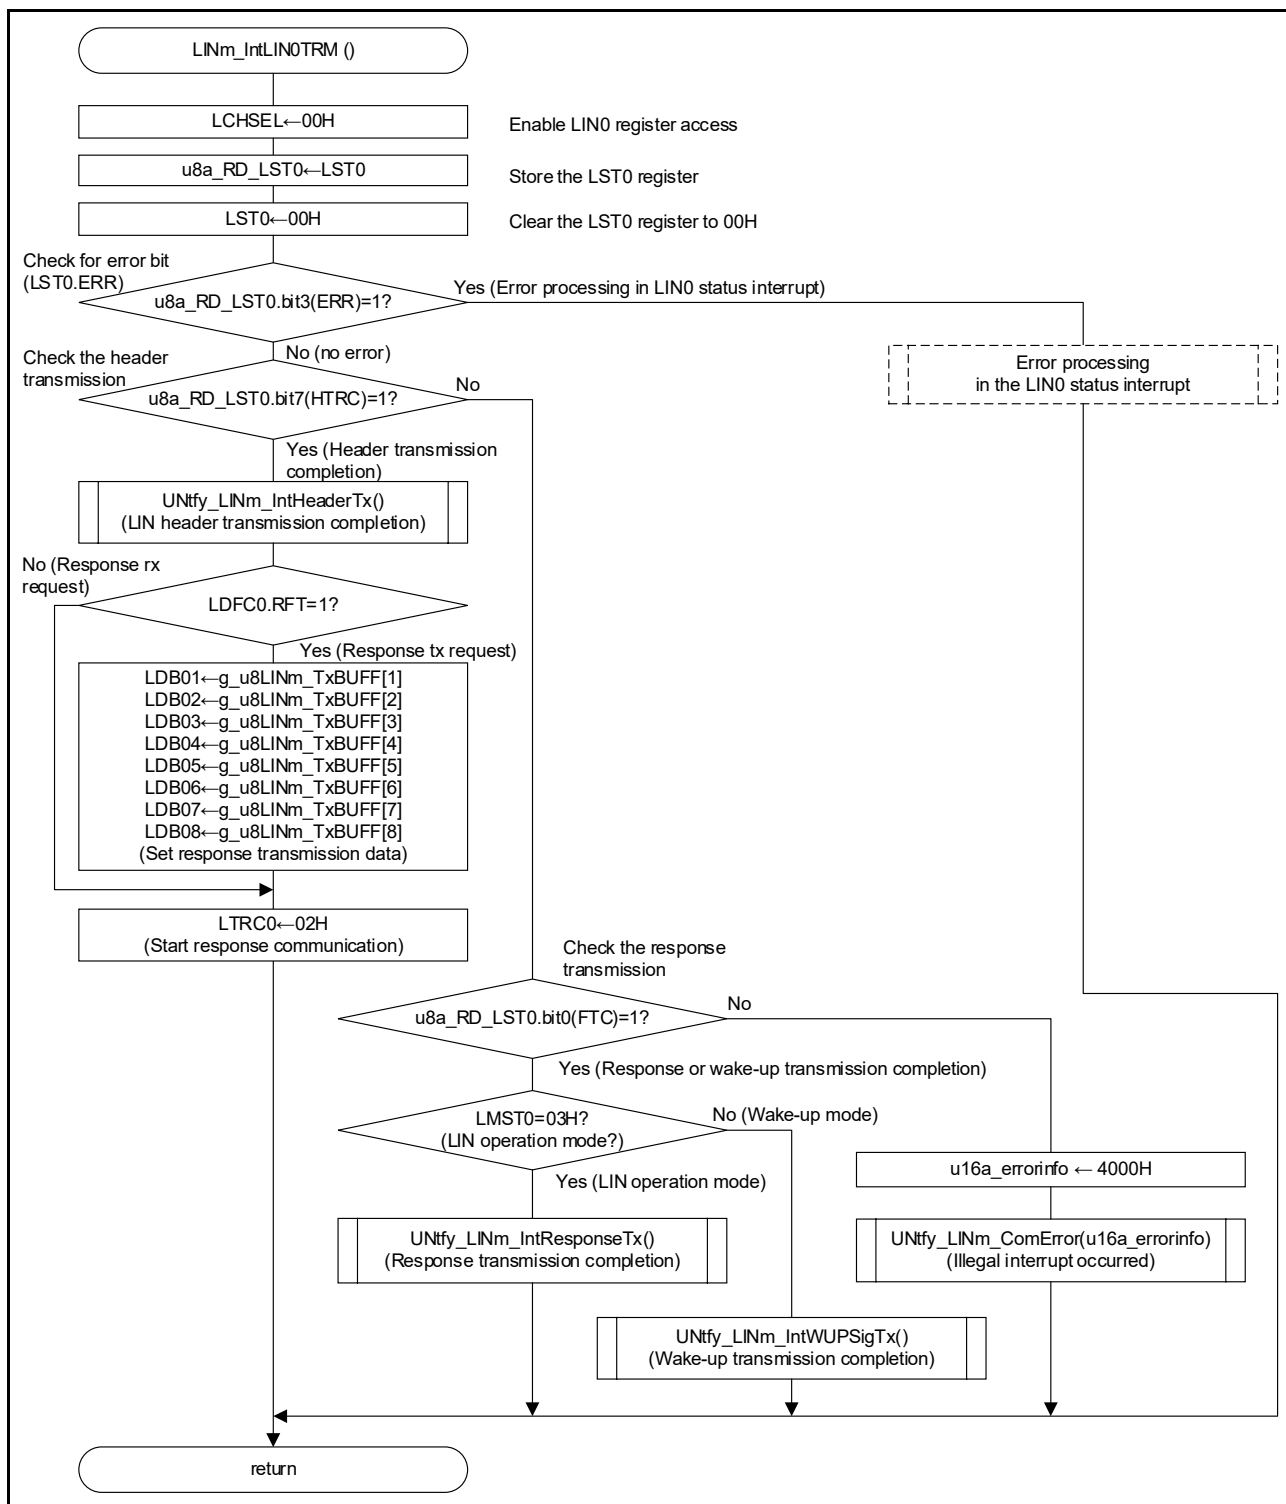 LINm_IntLIN0TRM ()
LCHSEL←00H
Enable LIN0 register access
u8a_RD_LST0←LST0
Store the LST0 register
LST0←00H
Clear the LST0 register to 00H
Check for error bit
(LST0.ERR)
u8a_RD_LST0.bit3(ERR)=1?
Yes (Error processing in LIN0 status interrupt)
No (no error)
Error processing
in the LIN0 status interrupt
Check the header
transmission
u8a_RD_LST0.bit7(HTRC)=1?
No
Yes (Header transmission
completion)
UNtfy_LINm_IntHeaderTx()
(LIN header transmission completion)
No (Response rx
request)
LDFC0.RFT=1?
Yes (Response tx request)
LDB01←g_u8LINm_TxBUFF[1]
LDB02←g_u8LINm_TxBUFF[2]
LDB03←g_u8LINm_TxBUFF[3]
LDB04←g_u8LINm_TxBUFF[4]
LDB05←g_u8LINm_TxBUFF[5]
LDB06←g_u8LINm_TxBUFF[6]
LDB07←g_u8LINm_TxBUFF[7]
LDB08←g_u8LINm_TxBUFF[8]
(Set response transmission data)
LTRC0←02H
(Start response communication)
Check the response
transmission
u8a_RD_LST0.bit0(FTC)=1?
No
Yes (Response or wake-up transmission completion)
LMST0=03H?
(LIN operation mode?)
No (Wake-up mode)
Yes (LIN operation mode)
u16a_errorinfo ← 4000H
UNtfy_LINm_IntResponseTx()
(Response transmission completion)
UNtfy_LINm_ComError(u16a_errorinfo)
(Illegal interrupt occurred)
UNtfy_LINm_IntWUPSigTx()
(Wake-up transmission completion)
return